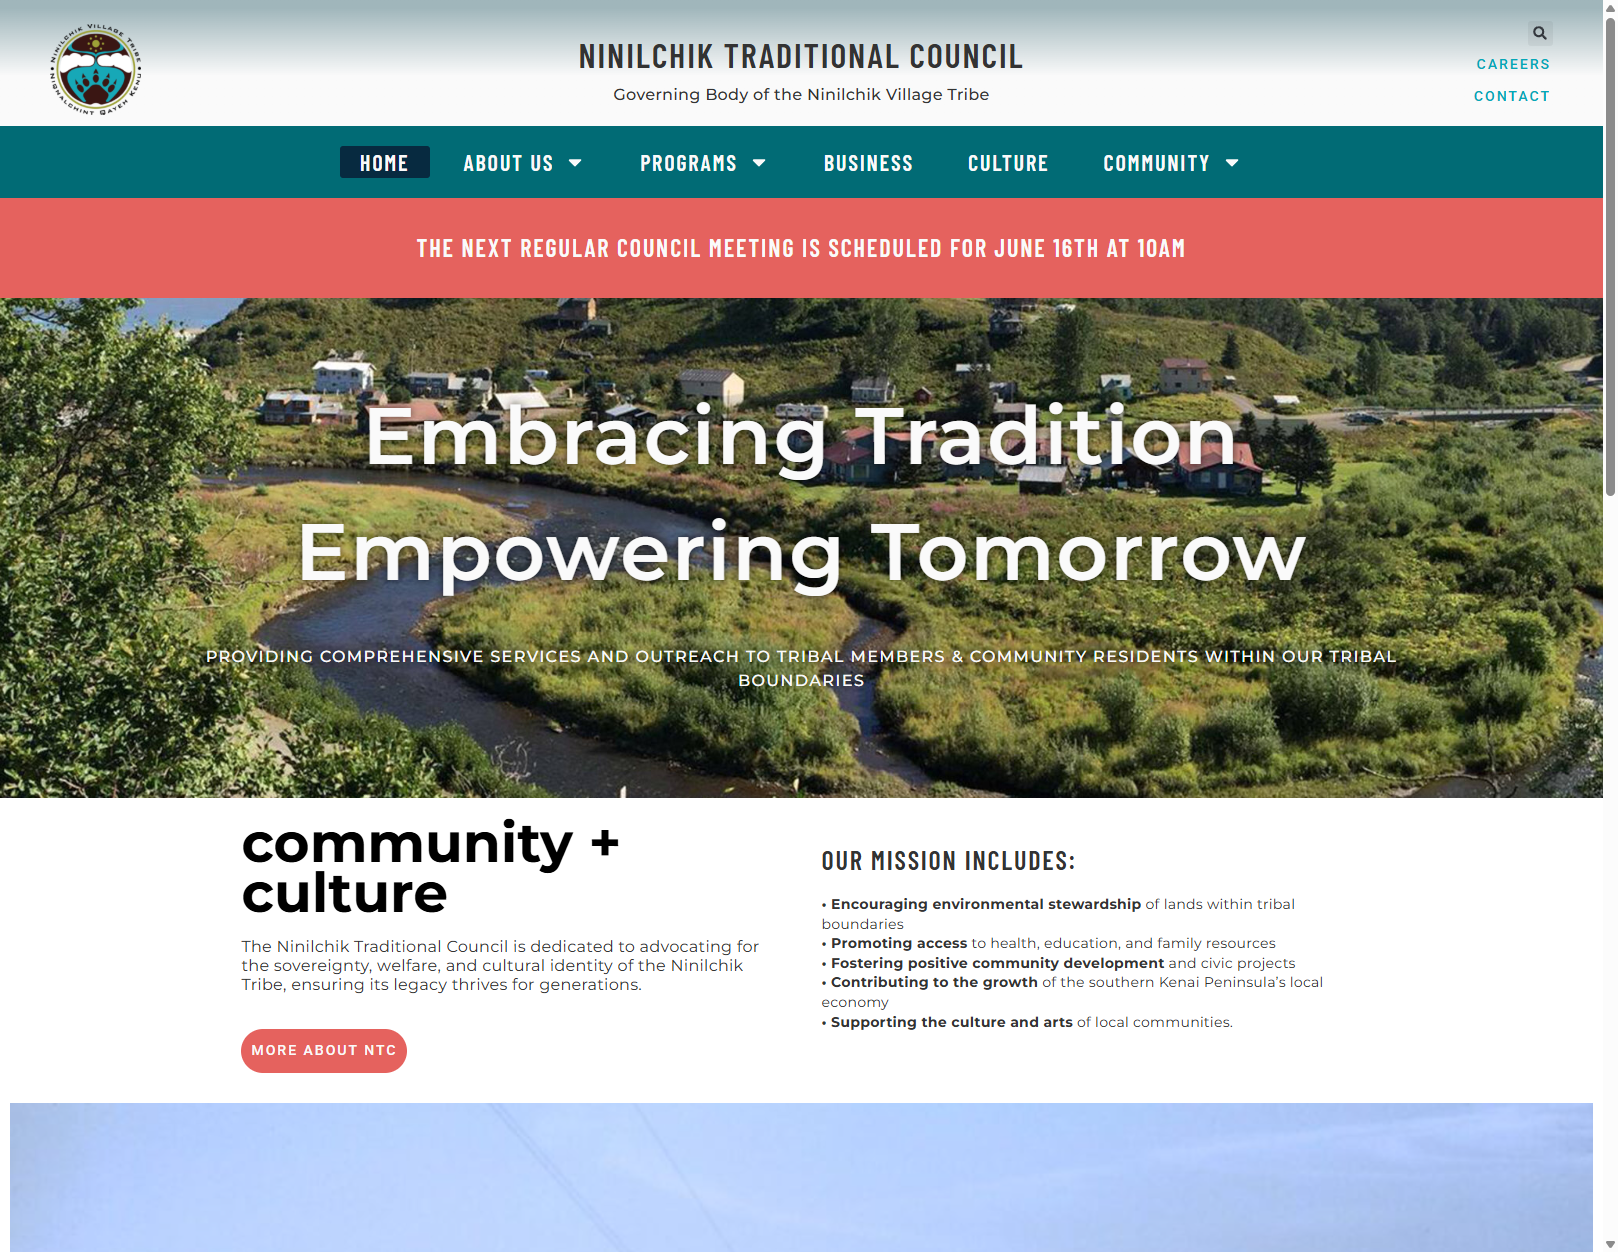 NINILCHIK VILLAGE TRIBE
NINILCHIK TRADITIONAL COUNCIL
Governing Body of the Ninilchik Village Tribe
CAREERS
CONTACT
HOME
ABOUT US
PROGRAMS
BUSINESS
CULTURE
COMMUNITY
THE NEXT REGULAR COUNCIL MEETING IS SCHEDULED FOR JUNE 16TH AT 10AM
Embracing Tradition
Empowering Tomorrow
PROVIDING COMPREHENSIVE SERVICES AND OUTREACH TO TRIBAL MEMBERS & COMMUNITY RESIDENTS WITHIN OUR TRIBAL
BOUNDARIES
community +
culture
The Ninilchik Traditional Council is dedicated to advocating for
the sovereignty, welfare, and cultural identity of the Ninilchik
Tribe, ensuring its legacy thrives for generations.
MORE ABOUT NTC
OUR MISSION INCLUDES:
• Encouraging environmental stewardship of lands within tribal
boundaries
• Promoting access to health, education, and family resources
• Fostering positive community development and civic projects
• Contributing to the growth of the southern Kenai Peninsula’s local
economy
• Supporting the culture and arts of local communities.